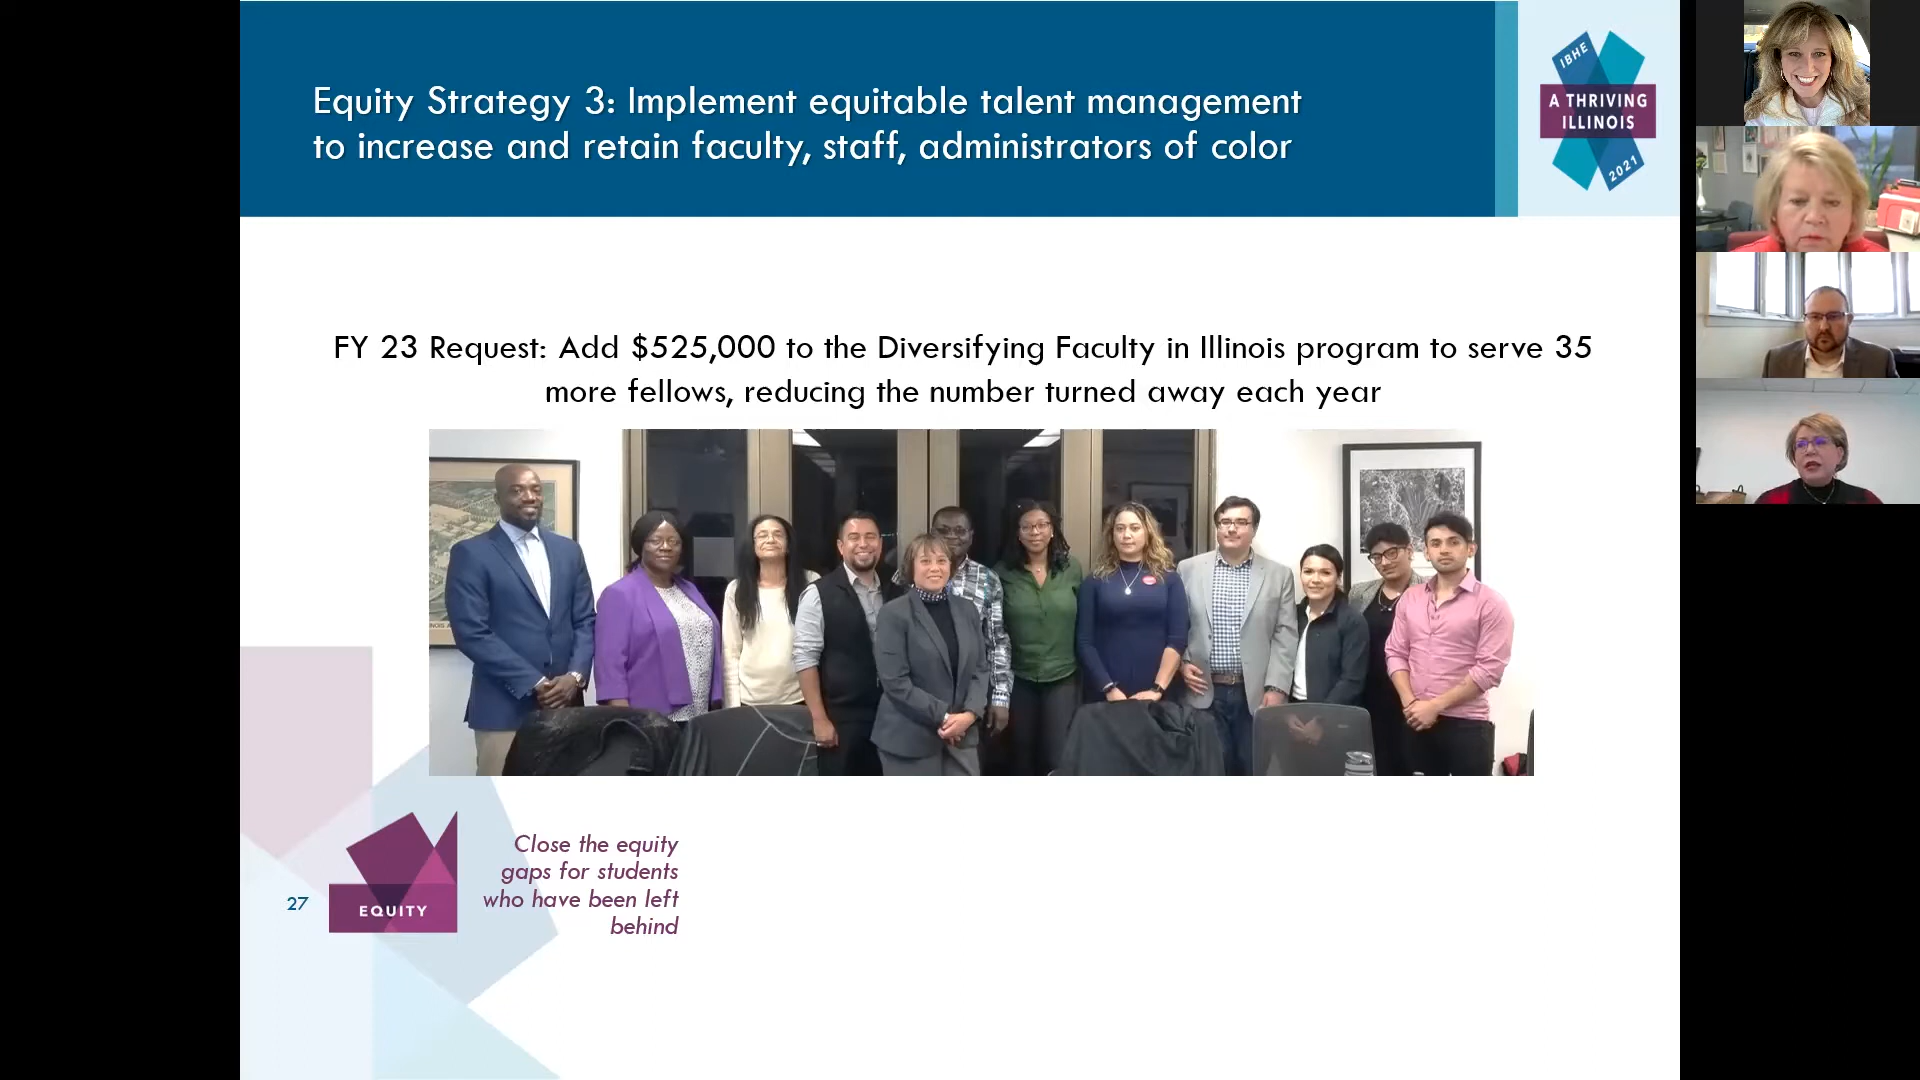 Equity Strategy 3: Implement equitable talent management
to increase and retain faculty, staff, administrators of color
IBHE
A THRIVING
ILLINOIS
2021
FY 23 Request: Add $525,000 to the Diversifying Faculty in Illinois program to serve 35
more fellows, reducing the number turned away each year
Close the equity
gaps for students
who have been left
behind
27
EQUITY